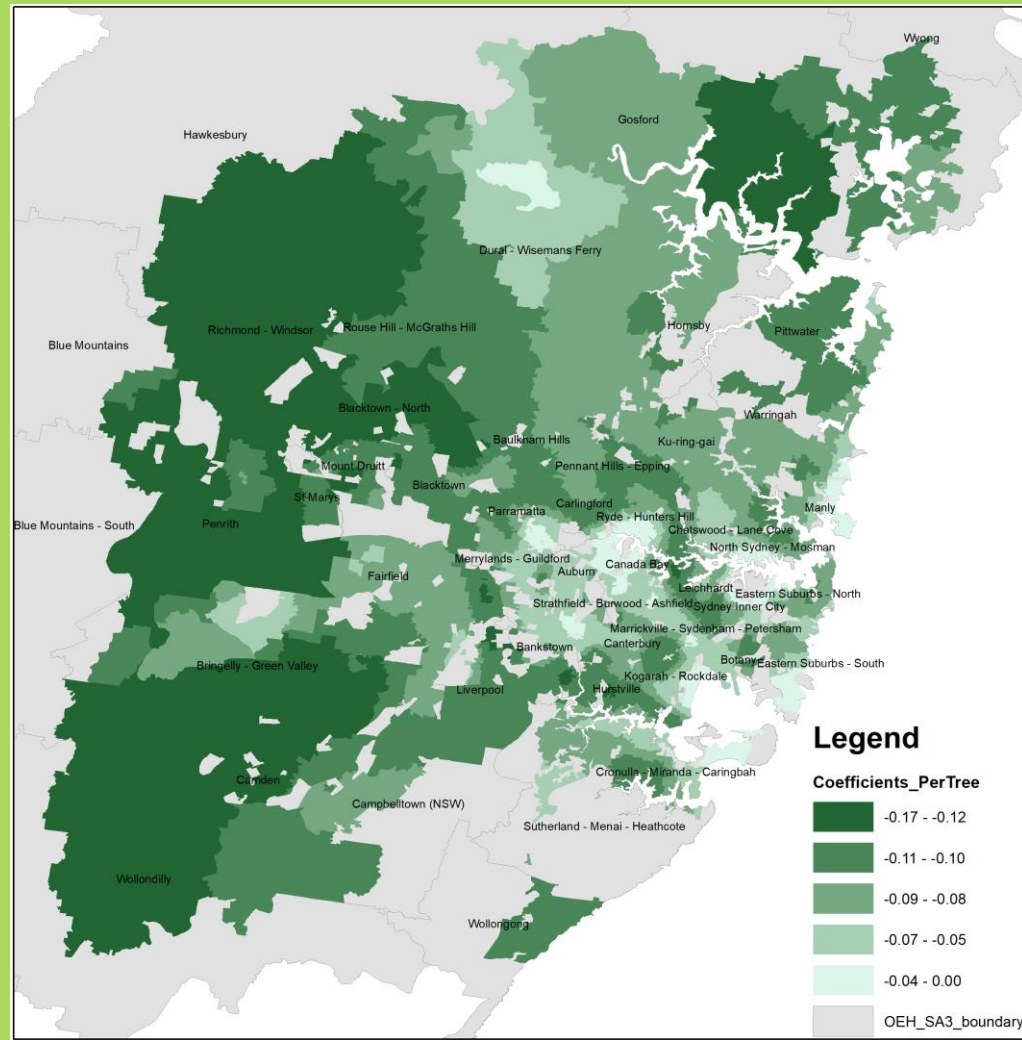 Wyong
Gosford
Hawkesbury
Dural - Wisemans Ferry
Hornsby
Pittwater
Richmond - Windsor
Rouse Hill - McGraths Hill
Blue Mountains
Blacktown - North
Warringah
Baulkham Hills
Ku-ring-gai
Mount Druitt
Pennant Hills - Epping
Blacktown
St Marys
Carlingford
Manly
Parramatta
Ryde - Hunters Hill
Blue Mountains - South
Penrith
Chatswood - Lane Cove
North Sydney - Mosman
Merrylands - Guildford
Auburn
Canada Bay
Fairfield
Leichhardt
Eastern Suburbs - North
Strathfield - Burwood - Ashfield
Sydney Inner City
Marrickville - Sydenham - Petersham
Bankstown
Canterbury
Botany
Eastern Suburbs - South
Bringelly - Green Valley
Kogarah - Rockdale
Liverpool
Hurstville
Camden
Cronulla - Miranda - Caringbah
Campbelltown (NSW)
Sutherland - Menai - Heathcote
Wollondilly
Wollongong
Legend
Coefficients_PerTree
-0.17 - -0.12
-0.11 - -0.10
-0.09 - -0.08
-0.07 - -0.05
-0.04 - 0.00
OEH_SA3_boundary